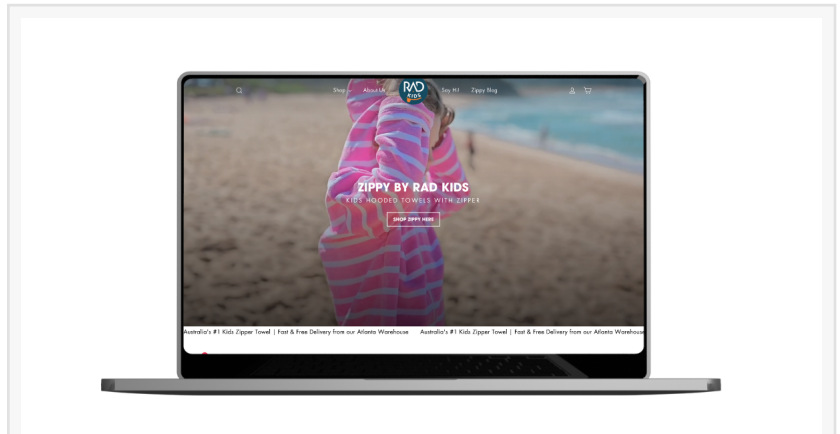 Shop
About Us
RAD
KIDS
Say Hi!
Zippy Blog
ZIPPY BY RAD KIDS
KIDS HOODED TOWELS WITH ZIPPER
SHOP ZIPPY HERE
Australia's #1 Kids Zipper Towel | Fast & Free Delivery from our Atlanta Warehouse Australia's #1 Kids Zipper Towel | Fast & Free Delivery from our Atlanta Warehouse